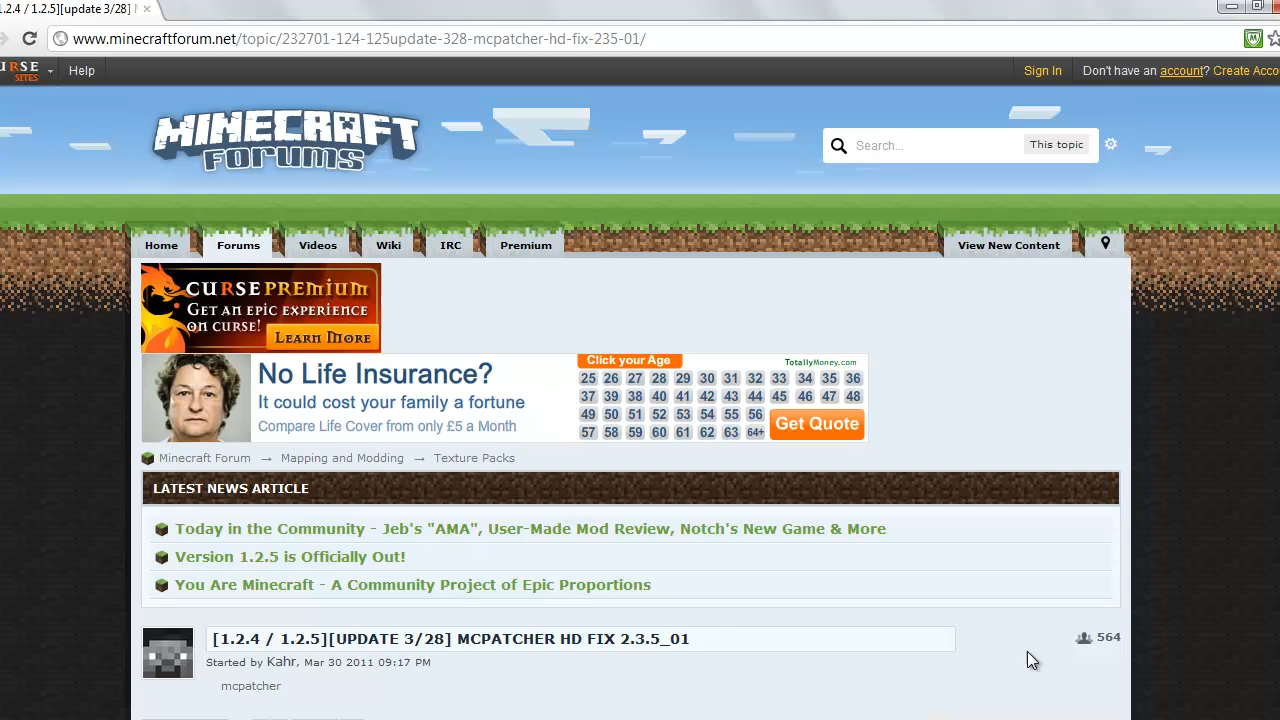 1.2.4 / 1.2.5][update 3/28]
www.minecraftforum.net/topic/232701-124-125update-328-mcpatcher-hd-fix-235-01/
URSE
SITES
Help
Sign In
Don't have an account? Create Acco
MINECRAFT
FORUMS
Search...
This topic
Home
Forums
Videos
Wiki
IRC
Premium
View New Content
CURSE PREMIUM
GET AN EPIC EXPERIENCE
ON CURSE!
LEARN MORE
No Life Insurance?
It could cost your family a fortune
Compare Life Cover from only £5 a Month
Click your Age
TotallyMoney.com
25 26 27 28 29 30 31 32 33 34 35 36
37 38 39 40 41 42 43 44 45 46 47 48
49 50 51 52 53 54 55 56
57 58 59 60 61 62 63 64+
Get Quote
Minecraft Forum → Mapping and Modding → Texture Packs
LATEST NEWS ARTICLE
Today in the Community - Jeb's "AMA", User-Made Mod Review, Notch's New Game & More
Version 1.2.5 is Officially Out!
You Are Minecraft - A Community Project of Epic Proportions
[1.2.4 / 1.2.5][UPDATE 3/28] MCPATCHER HD FIX 2.3.5_01
564
Started by Kahr, Mar 30 2011 09:17 PM
mcpatcher